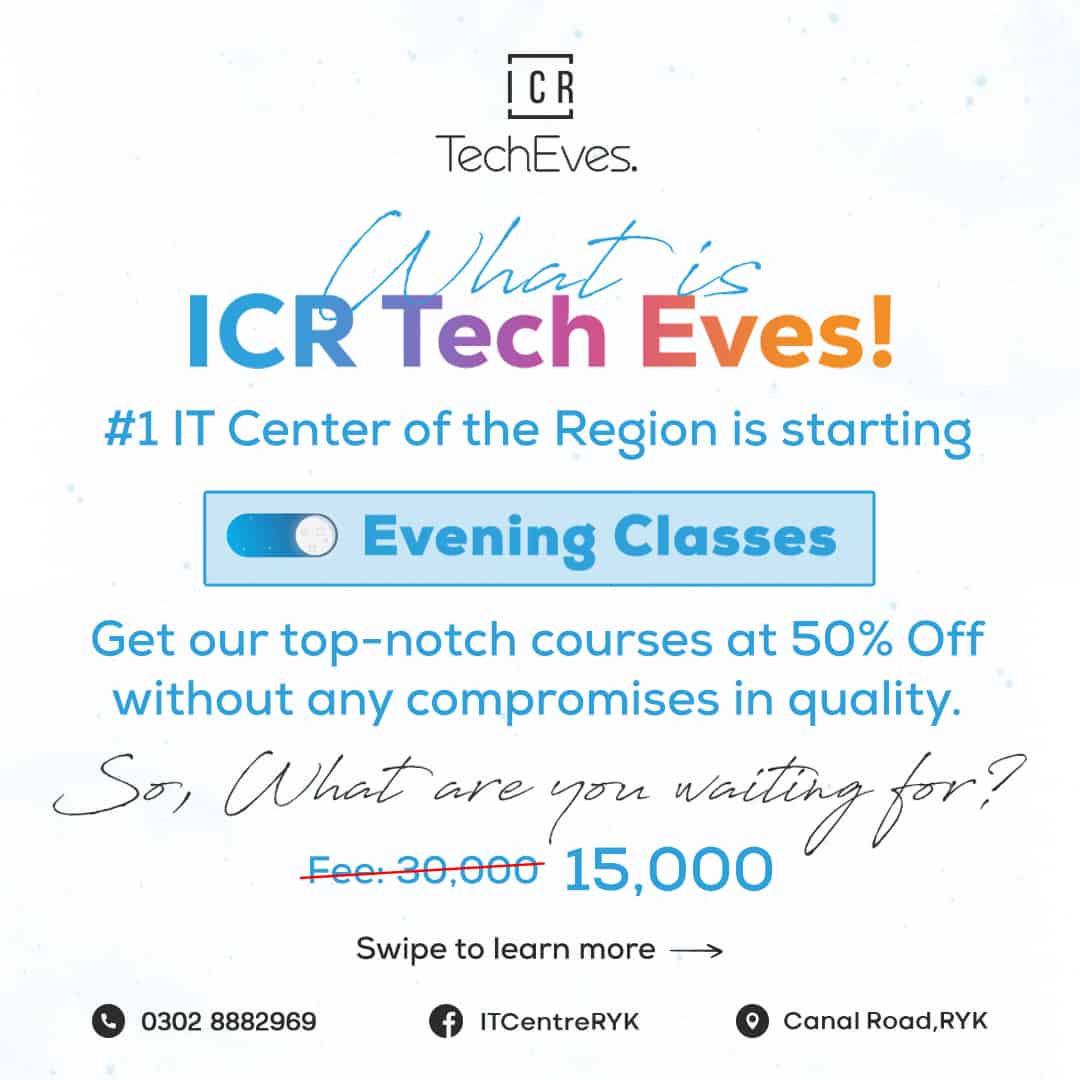 ICR
TechEves.
What is
ICR Tech Eves!
#1 IT Center of the Region is starting
Evening Classes
Get our top-notch courses at 50% Off
without any compromises in quality.
So, What are you waiting for?
Fee: 30,000 15,000
Swipe to learn more
0302 8882969
ITCentreRYK
Canal Road,RYK